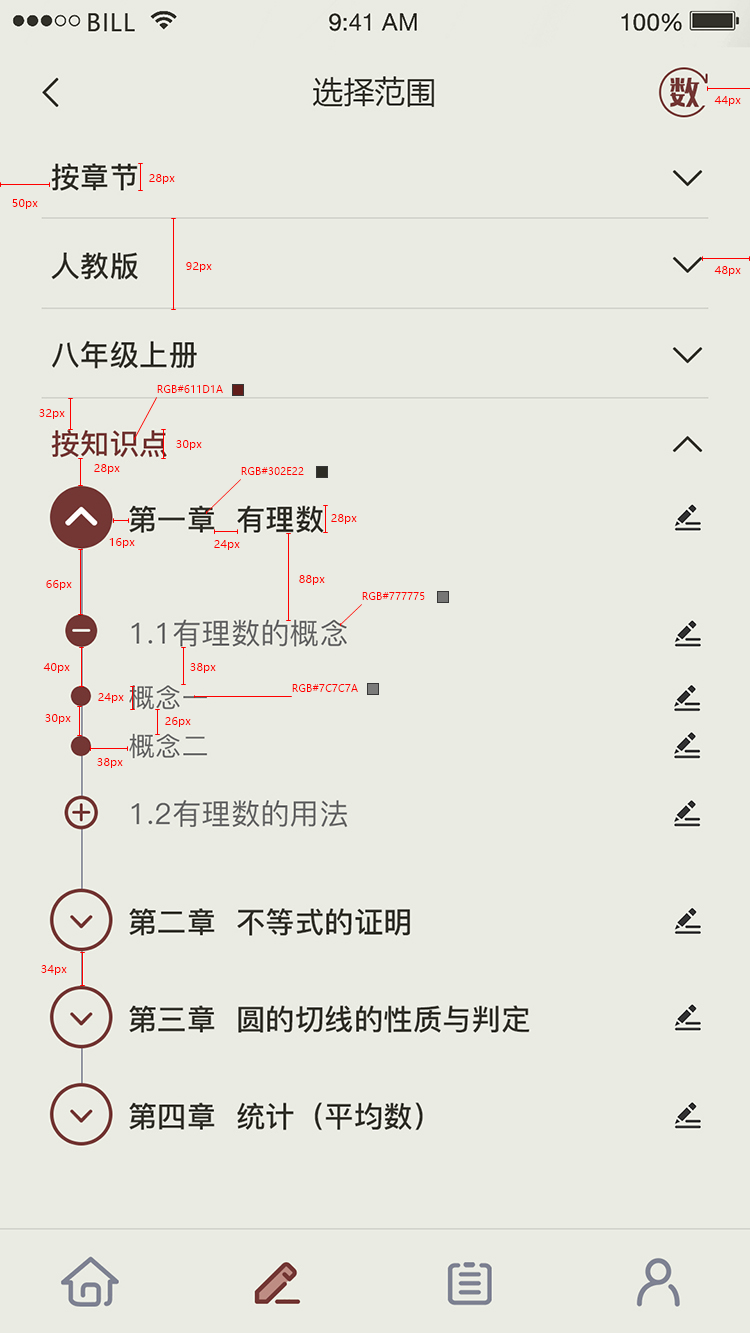 BILL 9:41 AM 100%
选择范围 数
44px
按章节 28px
50px
92px
人教版
48px
八年级上册
RGB#611D1A
32px
按知识点 30px
28px
RGB#302E22
第一章 有理数 28px
16px 24px
66px 88px
RGB#777775
1.1有理数的概念
40px 38px
RGB#7C7C7A
24px 概念一
30px 26px
概念二
38px
1.2有理数的用法
第二章 不等式的证明
34px
第三章 圆的切线的性质与判定
第四章 统计（平均数）